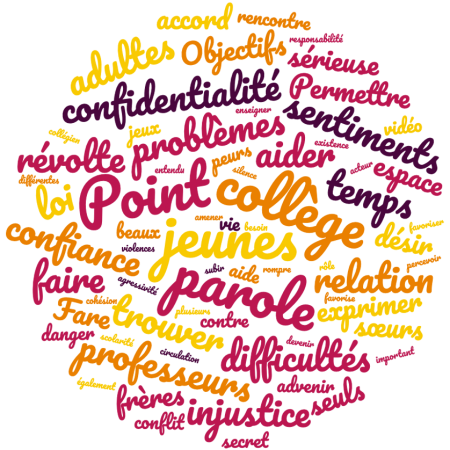 accord rencontre
responsabilité
adultes Objectifs sérieuse
confidentialité Permettre
enseigner
collégien jeux problèmes sentiments vidéo
révolte entendu peurs aider existence
différentes silence acteur espace
loi Point collège temps
amener vie besoin
beaux favoriser
confiance violences jeunes désir
percevoir
subir aide rompre rôle relation
faire agressivité parole
favorise
cohésion plusieurs exprimer
Fare trouver contre sœurs
danger scolarité devenir
circulation difficultés important
professeurs
également advenir
frères injustice seuls
conflit
secret